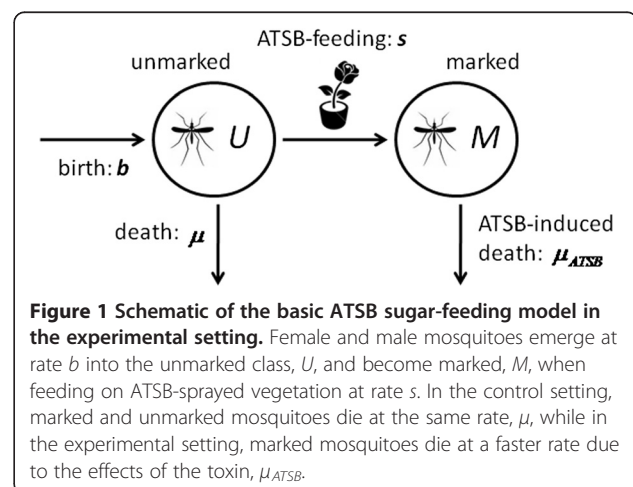 ATSB-feeding: s
unmarked
marked
U
M
birth: b
death: μ
ATSB-induced
death: μATSB
Figure 1 Schematic of the basic ATSB sugar-feeding model in
the experimental setting. Female and male mosquitoes emerge at
rate b into the unmarked class, U, and become marked, M, when
feeding on ATSB-sprayed vegetation at rate s. In the control setting,
marked and unmarked mosquitoes die at the same rate, μ, while in
the experimental setting, marked mosquitoes die at a faster rate due
to the effects of the toxin, μATSB.